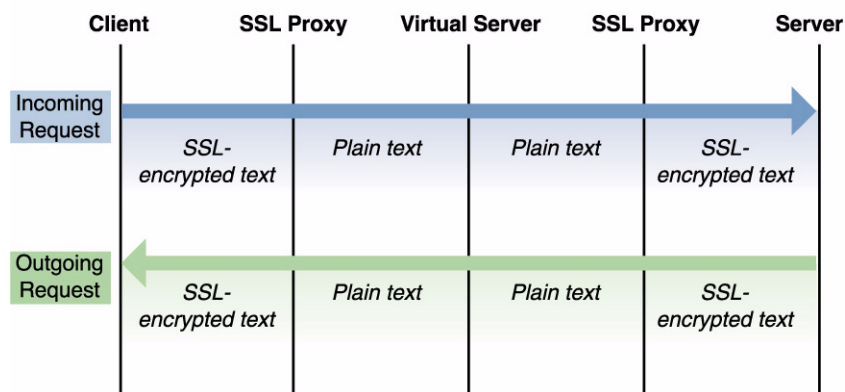 Client SSL Proxy Virtual Server SSL Proxy Server
Incoming
Request
SSL-
encrypted text
Plain text
Plain text
SSL-
encrypted text
Outgoing
Request
SSL-
encrypted text
Plain text
Plain text
SSL-
encrypted text